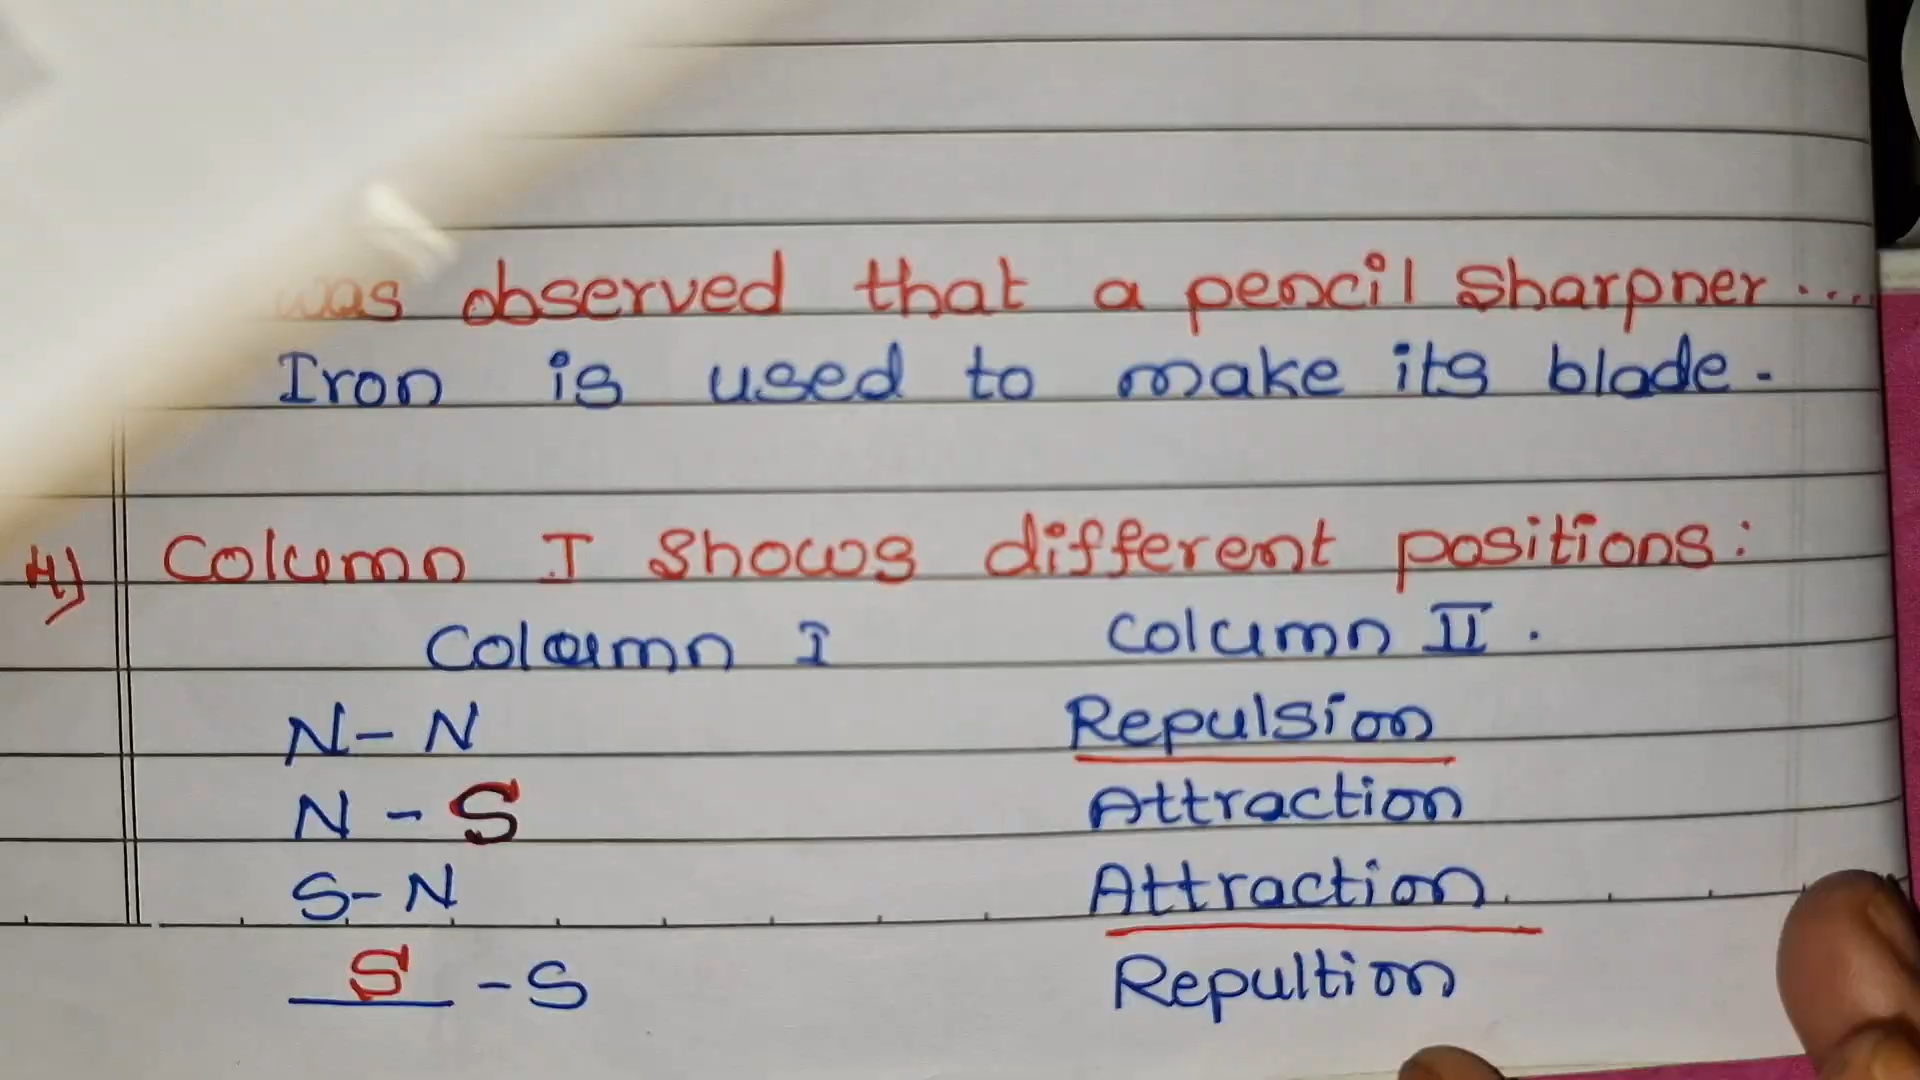 was observed that a pencil sharpner ....
Iron is used to make its blade.
4) Column I shows different positions:
Column I Column II.
N-N Repulsion
N-S Attraction
S-N Attraction.
S -S Repultion